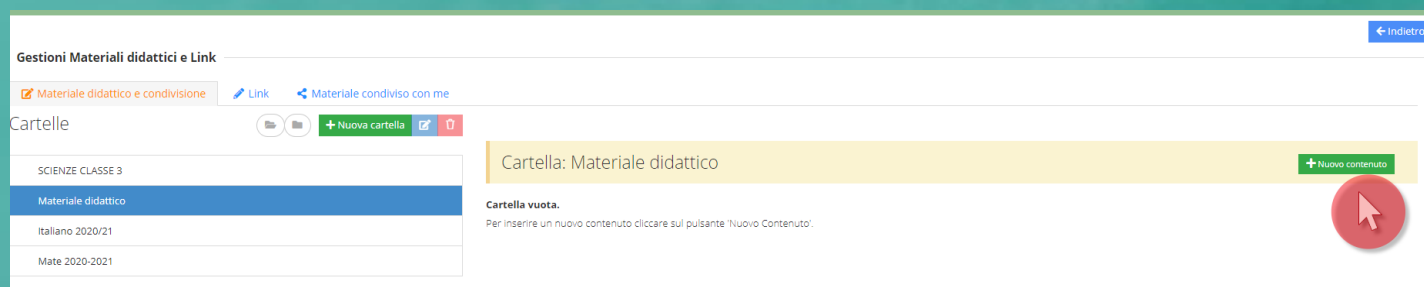 Indietro
Gestioni Materiali didattici e Link
Materiale didattico e condivisione Link Materiale condiviso con me
Cartelle Nuova cartella
Cartella: Materiale didattico Nuovo contenuto
SCIENZE CLASSE 3
Materiale didattico
Italiano 2020/21
Mate 2020-2021
Cartella vuota.
Per inserire un nuovo contenuto cliccare sul pulsante 'Nuovo Contenuto'.